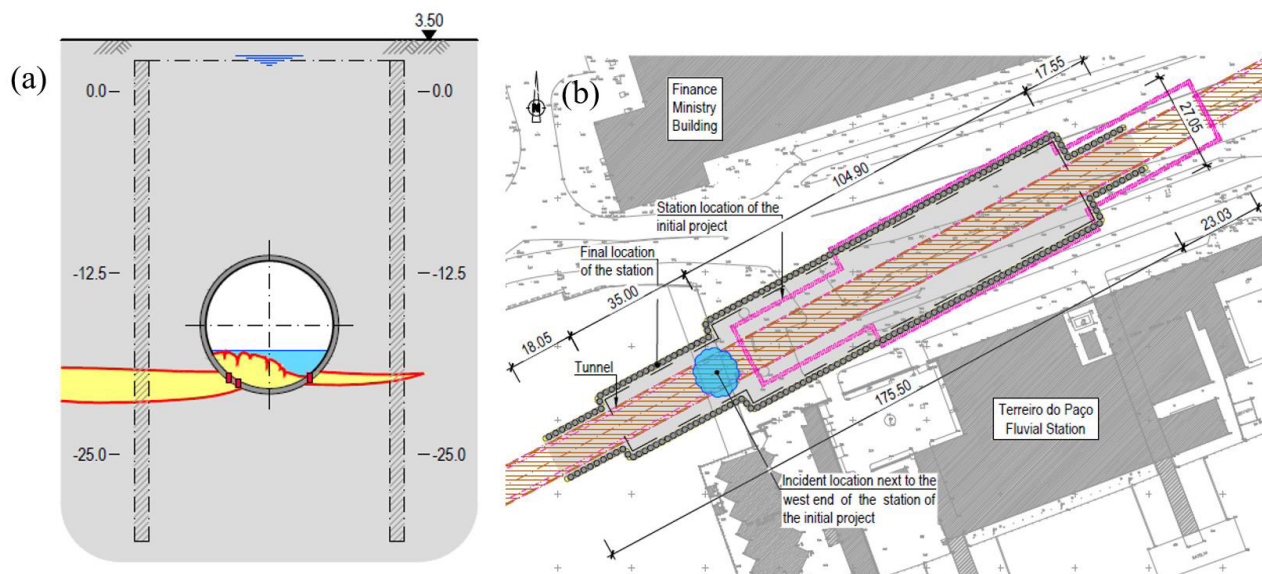 (a)
3.50
0.0
0.0
-12.5
-12.5
-25.0
-25.0
(b)
N
Finance
Ministry
Building
17.55
27.05
104.90
Station location of the
initial project
Final location
of the station
35.00
23.03
18.05
Tunnel
175.50
Terreiro do Paço
Fluvial Station
Incident location next to the
west end of the station of
the initial project